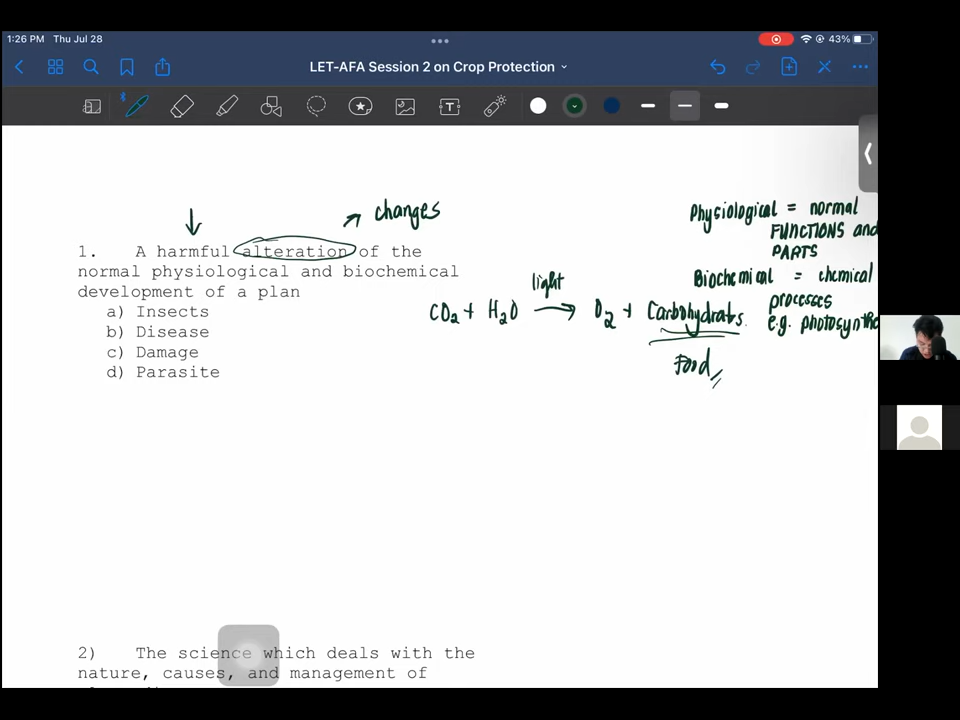 1:26 PM Thu Jul 28
43%
LET-AFA Session 2 on Crop Protection
changes
Physiological = normal
FUNCTIONS and
PARTS
1. A harmful alteration of the
normal physiological and biochemical
development of a plan
a) Insects
b) Disease
c) Damage
d) Parasite
light
CO2 + H2O → O2 + Carbohydrats.
Food
Biochemical = chemical
processes
e.g. photosynthe
2) The science which deals with the
nature, causes, and management of